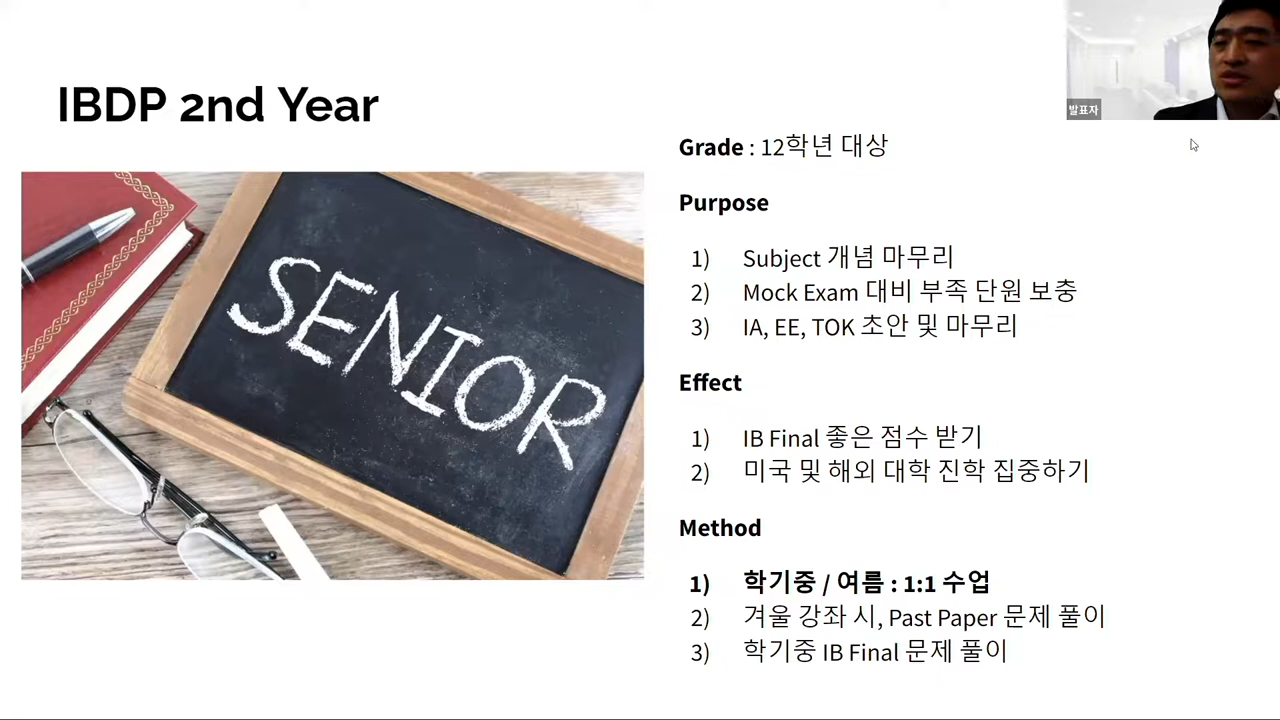 IBDP 2nd Year
발표자
SENIOR
Grade : 12학년 대상
Purpose
1) Subject 개념 마무리
2) Mock Exam 대비 부족 단원 보충
3) IA, EE, TOK 초안 및 마무리
Effect
1) IB Final 좋은 점수 받기
2) 미국 및 해외 대학 진학 집중하기
Method
1) 학기중 / 여름 : 1:1 수업
2) 겨울 강좌 시, Past Paper 문제 풀이
3) 학기중 IB Final 문제 풀이